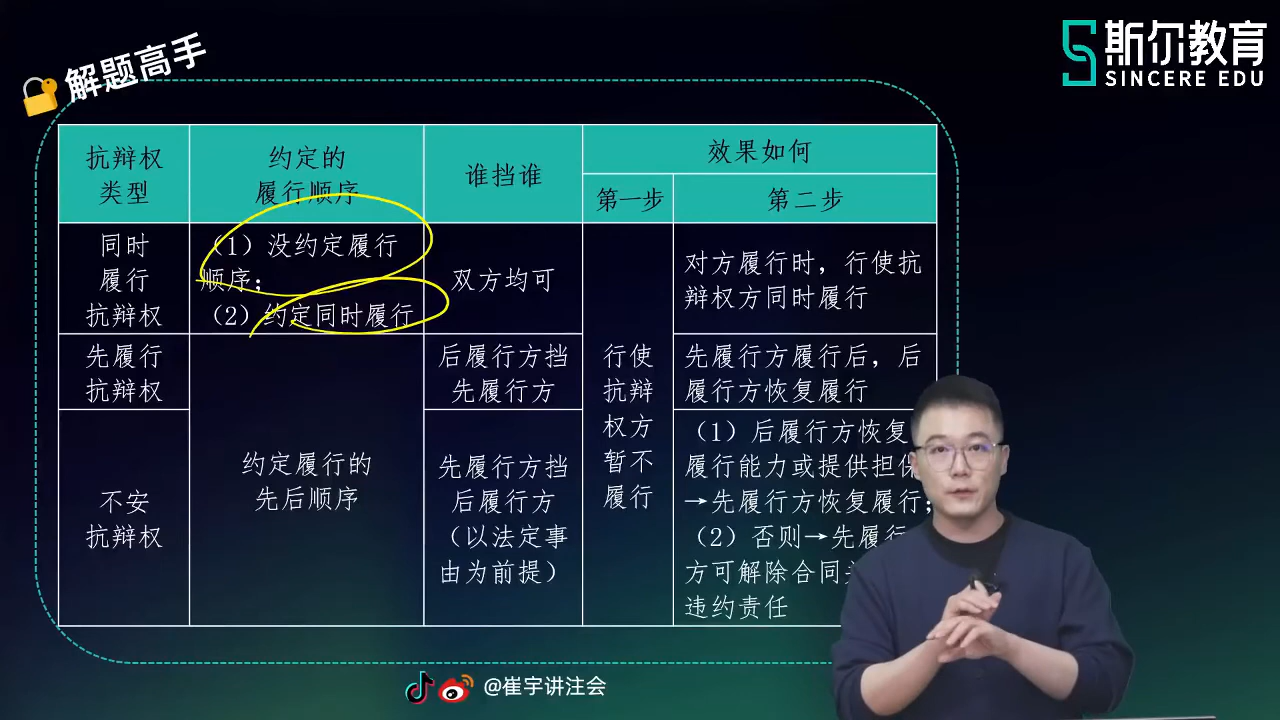 解题高手
斯尔教育
SINCERE EDU
抗辩权
类型
约定的
履行顺序
谁挡谁
效果如何
第一步
第二步
同时
履行
抗辩权
（1）没约定履行
顺序；
（2）约定同时履行
双方均可
行使
抗辩
权方
暂不
履行
对方履行时，行使抗
辩权方同时履行
先履行
抗辩权
约定履行的
先后顺序
后履行方挡
先履行方
先履行方履行后，后
履行方恢复履行
不安
抗辩权
先履行方挡
后履行方
（以法定事
由为前提）
（1）后履行方恢复
履行能力或提供担保
→先履行方恢复履行；
（2）否则→先履行
方可解除合同
违约责任
@崔宇讲注会